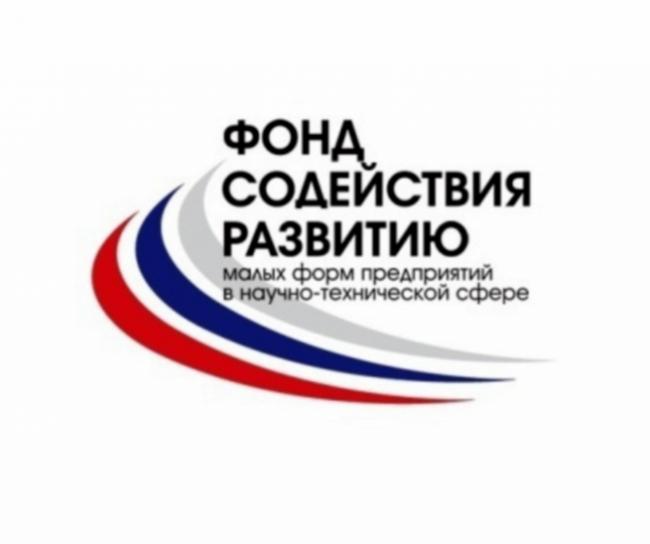 ФОНД
СОДЕЙСТВИЯ
РАЗВИТИЮ
малых форм предприятий
в научно-технической сфере